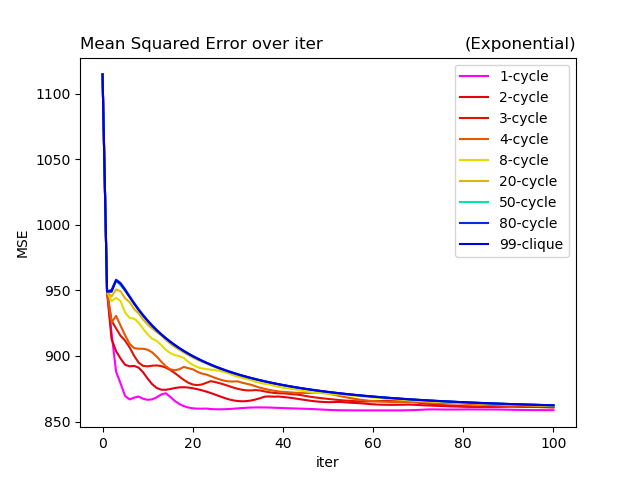 Mean Squared Error over iter (Exponential)
MSE
1100
1050
1000
950
900
850
0 20 40 60 80 100
iter
1-cycle
2-cycle
3-cycle
4-cycle
8-cycle
20-cycle
50-cycle
80-cycle
99-clique